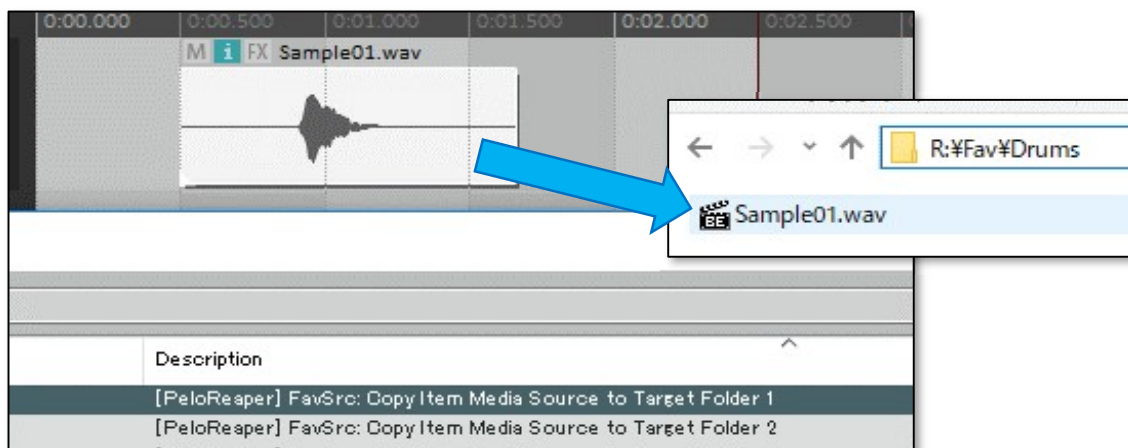 0:00.000 0:00.500 0:01.000 0:01.500 0:02.000 0:02.500
M i FX Sample01.wav
R:¥Fav¥Drums
BE Sample01.wav
Description
[PeloReaper] FavSrc: Copy Item Media Source to Target Folder 1
[PeloReaper] FavSrc: Copy Item Media Source to Target Folder 2